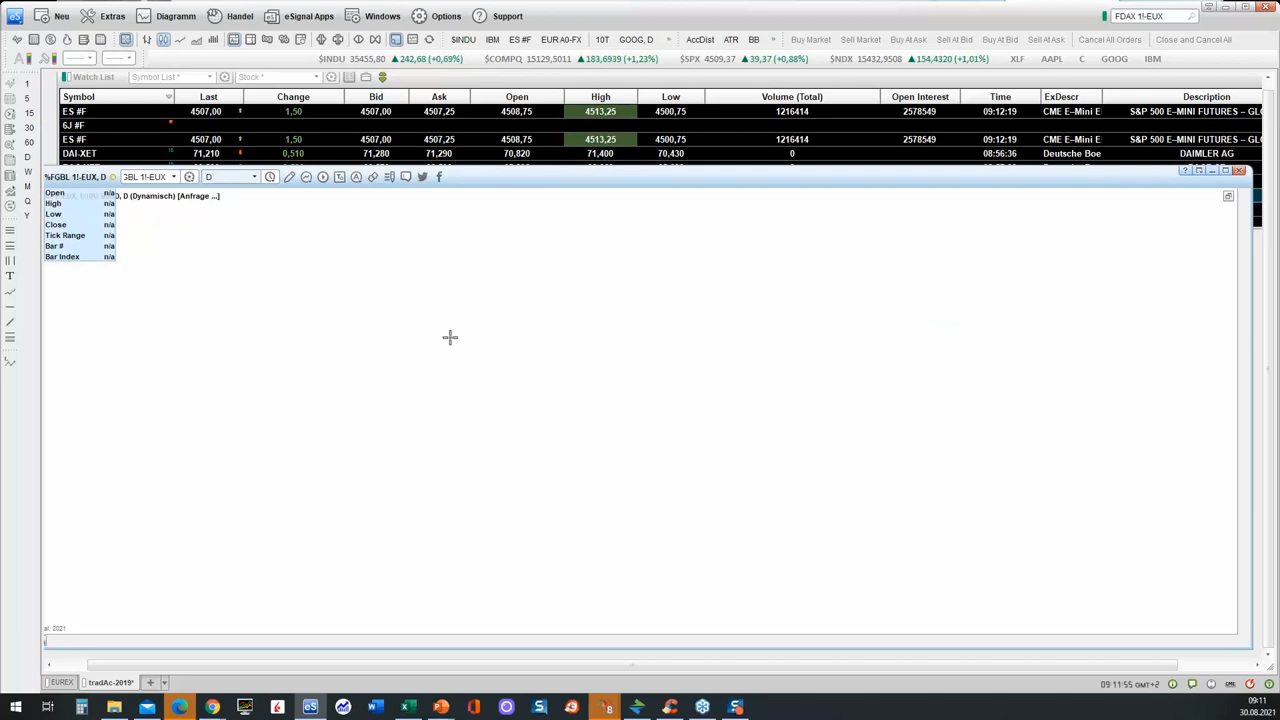 Neu Extras Diagramm Handel eSignal Apps Windows Options Support FDAX 1!-EUX
$INDU IBM ES #F EUR A0-FX 10T GOOG, D » AccDist ATR BB » Buy Market Sell Market Buy At Ask Sell At Bid Buy At Bid Sell At Ask Cancel All Orders Close and Cancel All
$INDU 35455,80 ▲242,68 (+0,69%) $COMPQ 15129,5011 ▲183,6939 (+1,23%) $SPX 4509,37 ▲39,37 (+0,88%) $NDX 15432,9508 ▲154,4320 (+1,01%) XLF AAPL C GOOG IBM
Watch List Symbol List * Stock *
Symbol Last Change Bid Ask Open High Low Volume (Total) Open Interest Time ExDescr Description
ES #F 4507,00 1,50 4507,00 4507,25 4508,75 4513,25 4500,75 1216414 2578549 09:12:19 CME E–Mini E S&P 500 E–MINI FUTURES – GL
6J #F
ES #F 4507,00 1,50 4507,00 4507,25 4508,75 4513,25 4500,75 1216414 2578549 09:12:19 CME E–Mini E S&P 500 E–MINI FUTURES – GL
DAI-XET 71,210 0,510 71,280 71,290 70,820 71,400 70,430 0 08:56:36 Deutsche Boe DAIMLER AG
%FGBL 1!-EUX, D GBL 1!-EUX D
D, D (Dynamisch) [Anfrage ...]
Open n/a
High n/a
Low n/a
Close n/a
Tick Range n/a
Bar # n/a
Bar Index n/a
1
5
15
30
60
D
W
M
Q
Y
T
al, 2021
EUREX tradAc-2019* 09:11:55 GMT+2
09:11
30.08.2021